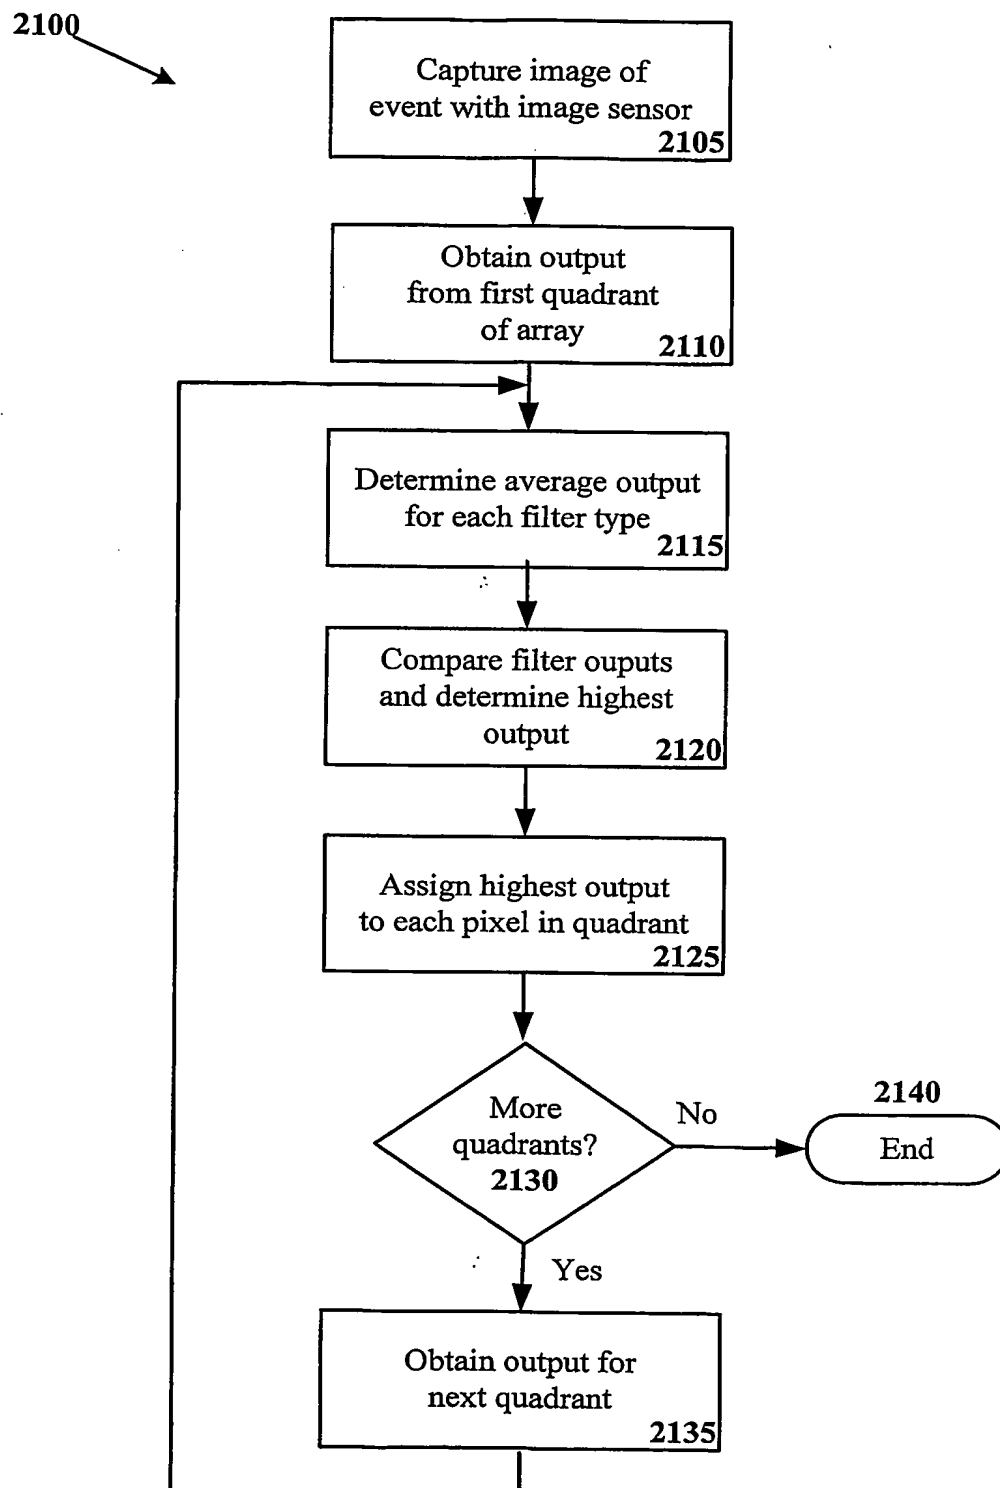 2100
Capture image of
event with image sensor
2105
Obtain output
from first quadrant
of array
2110
Determine average output
for each filter type
2115
Compare filter ouputs
and determine highest
output
2120
Assign highest output
to each pixel in quadrant
2125
More
quadrants?
2130
No
2140
End
Yes
Obtain output for
next quadrant
2135